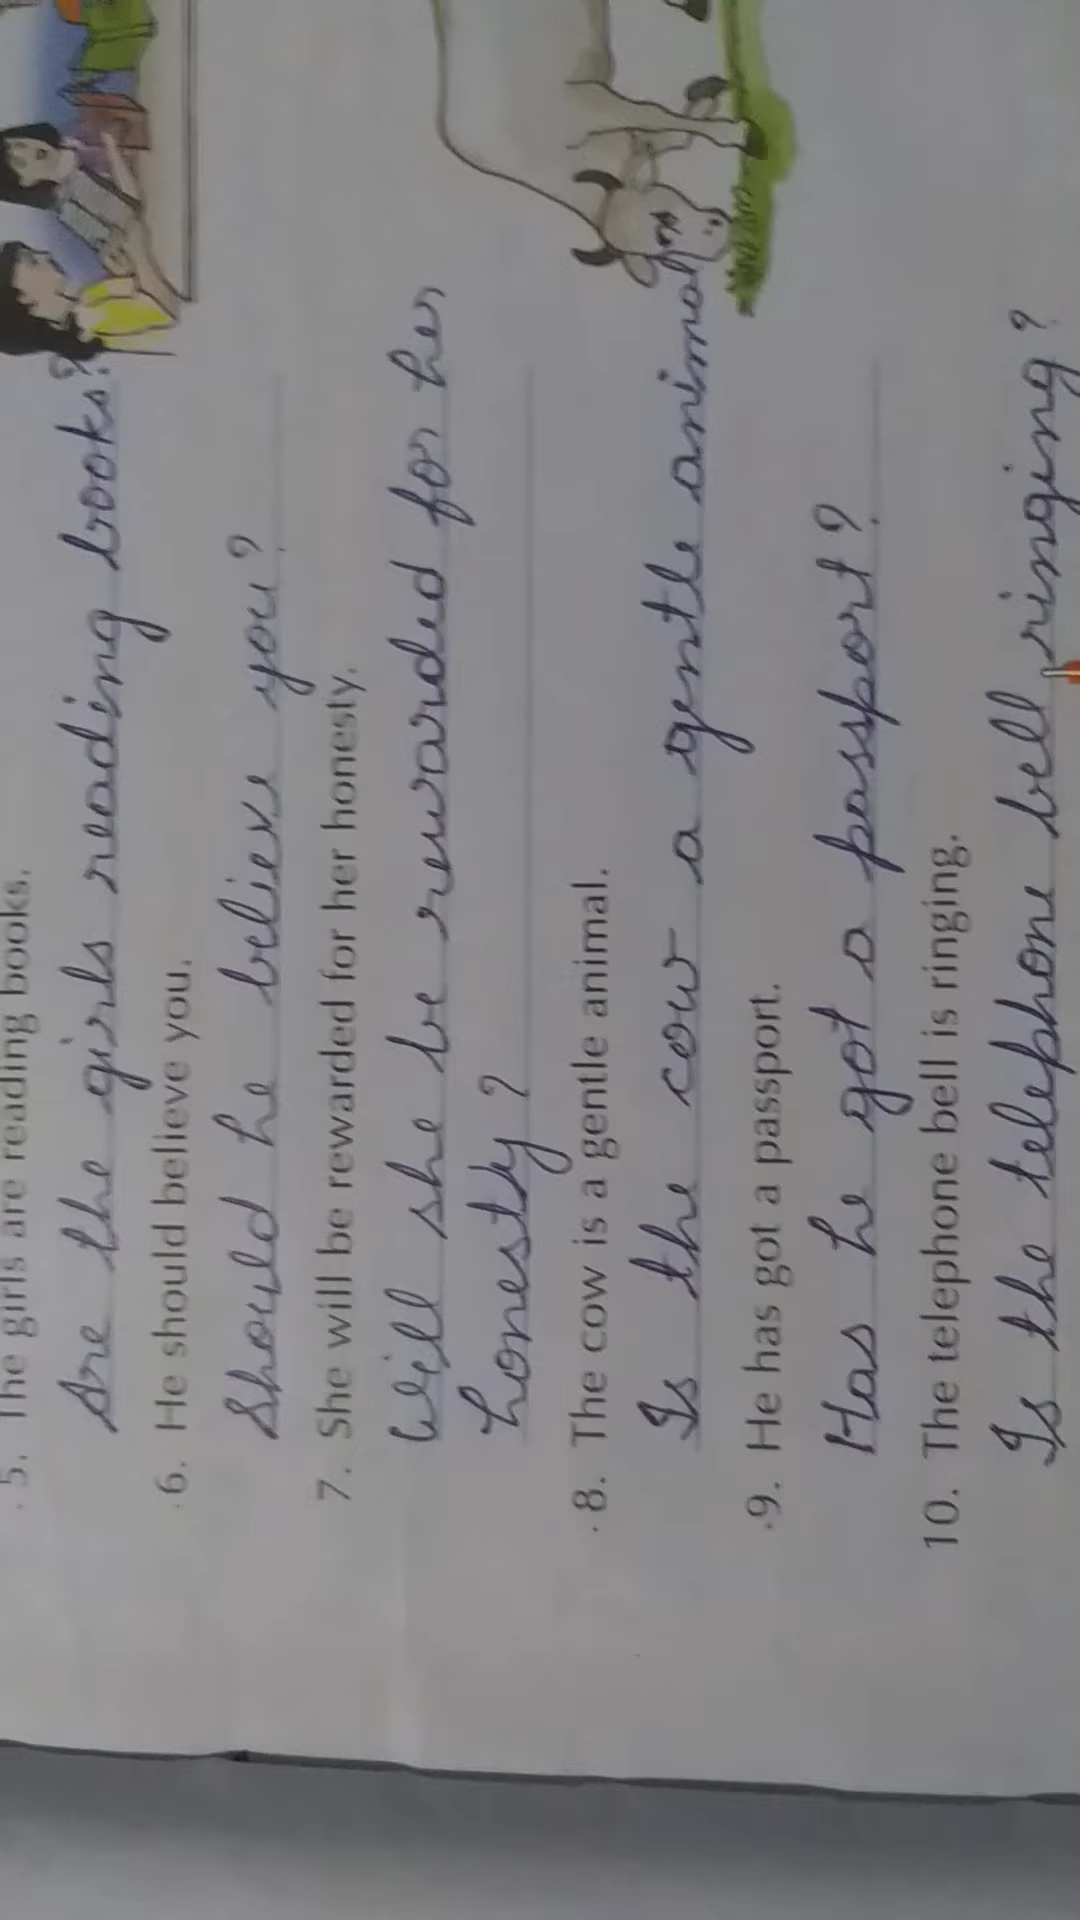 5. The girls are reading books.
Are the girls reading books?
6. He should believe you.
Should he believe you?
7. She will be rewarded for her honesty.
Will she be rewarded for her
honesty?
8. The cow is a gentle animal.
Is the cow a gentle animal
9. He has got a passport.
Has he got a passport?
10. The telephone bell is ringing.
Is the telephone bell ringing?